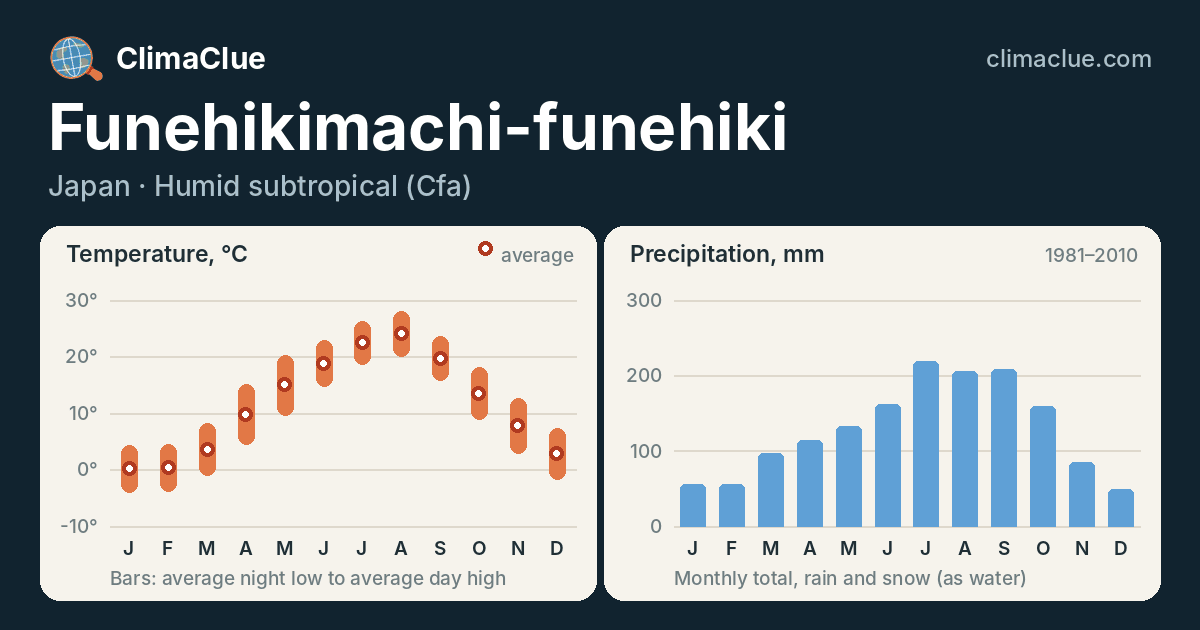 ClimaClue
climaclue.com
Funehikimachi-funehiki
Japan · Humid subtropical (Cfa)
Temperature, °C
average
30°
20°
10°
0°
-10°
J F M A M J J A S O N D
Bars: average night low to average day high
Precipitation, mm
1981–2010
300
200
100
0
J F M A M J J A S O N D
Monthly total, rain and snow (as water)